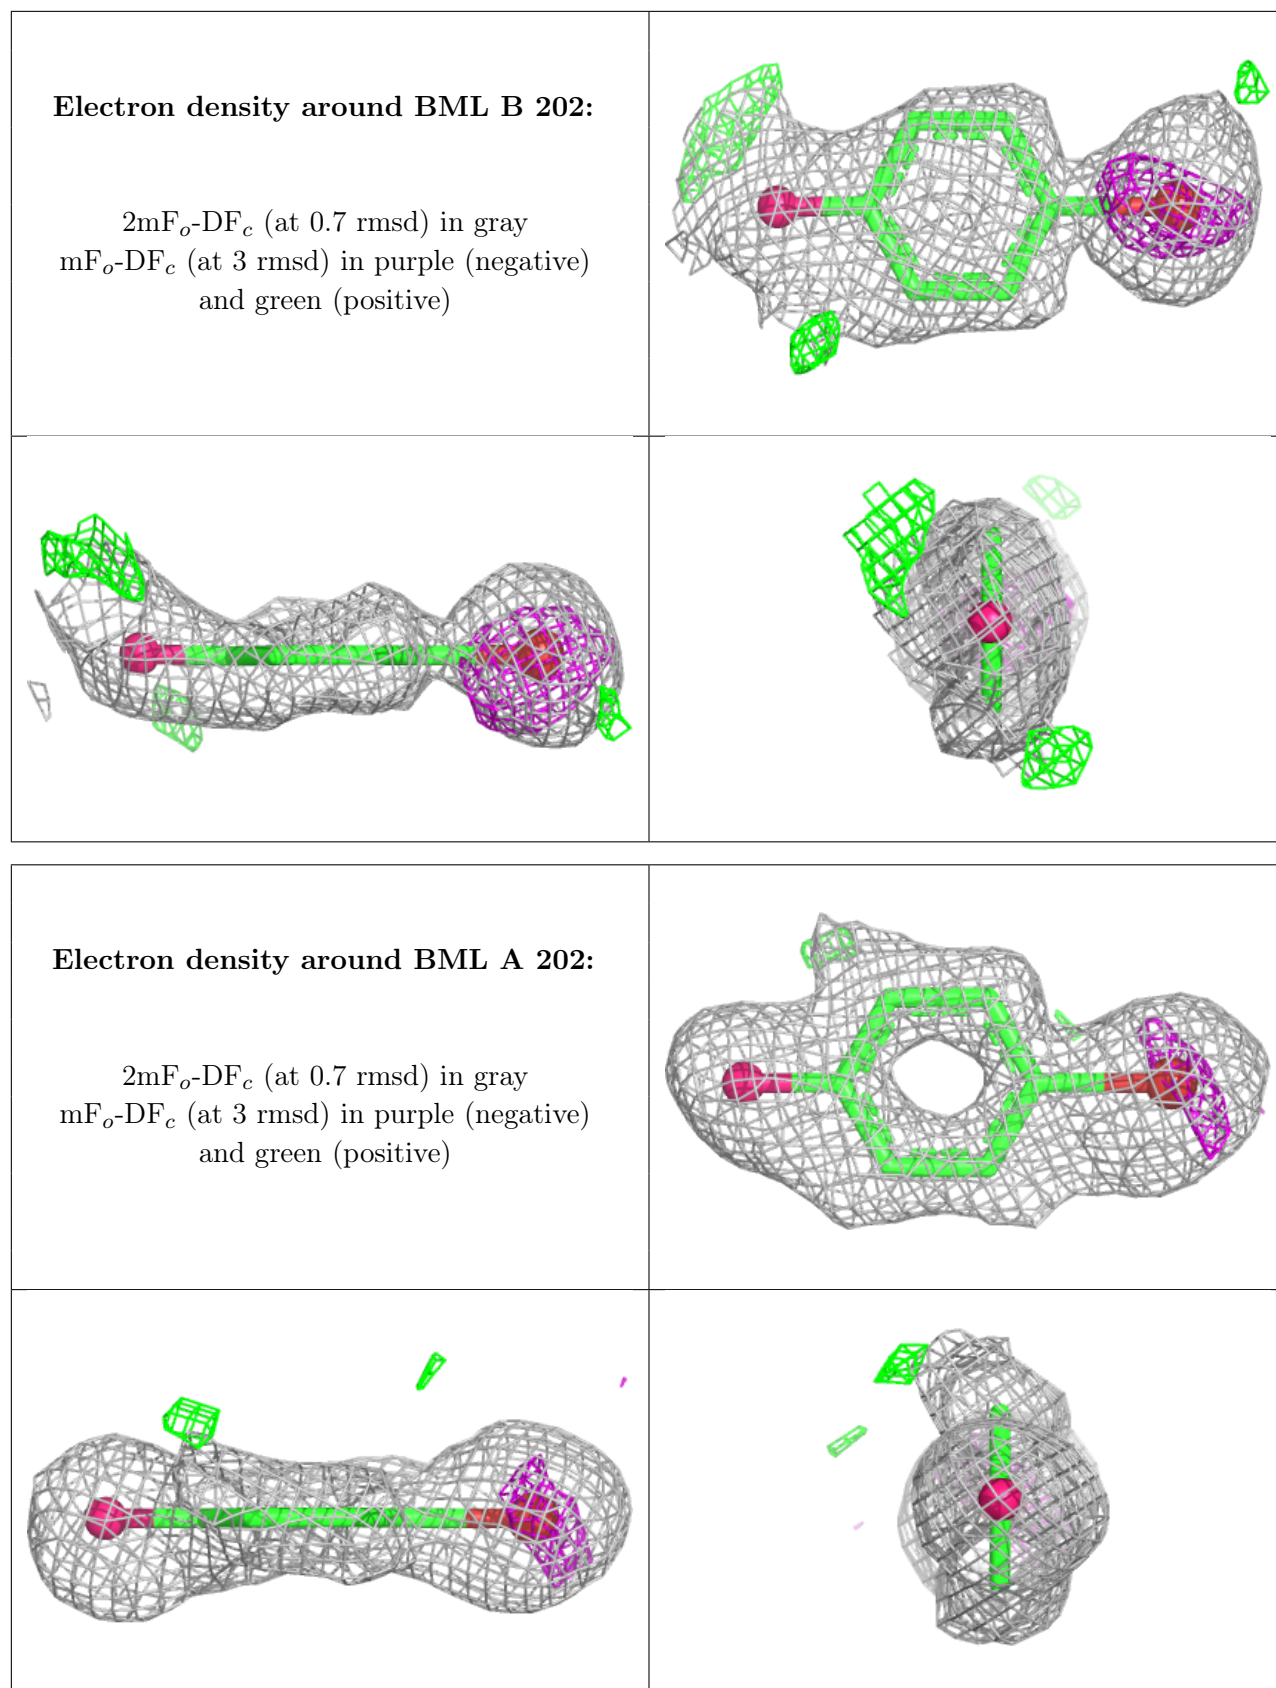 Electron density around BML B 202:
2mFo-DFc (at 0.7 rmsd) in gray
mFo-DFc (at 3 rmsd) in purple (negative)
and green (positive)
Electron density around BML A 202:
2mFo-DFc (at 0.7 rmsd) in gray
mFo-DFc (at 3 rmsd) in purple (negative)
and green (positive)